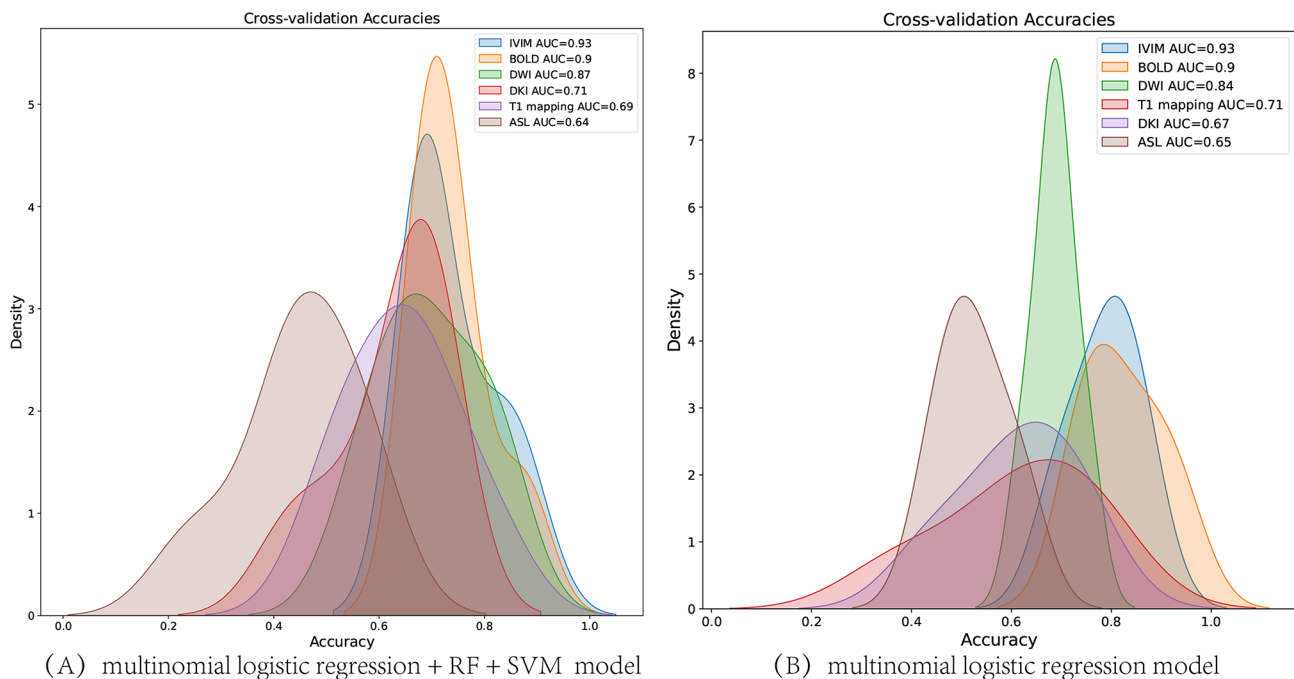 Cross-validation Accuracies
IVIM AUC=0.93
BOLD AUC=0.9
DWI AUC=0.87
DKI AUC=0.71
T1 mapping AUC=0.69
ASL AUC=0.64
Density
5
4
3
2
1
0
0.0 0.2 0.4 0.6 0.8 1.0
Accuracy
(A) multinomial logistic regression + RF + SVM model
Cross-validation Accuracies
IVIM AUC=0.93
BOLD AUC=0.9
DWI AUC=0.84
T1 mapping AUC=0.71
DKI AUC=0.67
ASL AUC=0.65
Density
8
7
6
5
4
3
2
1
0
0.0 0.2 0.4 0.6 0.8 1.0
Accuracy
(B) multinomial logistic regression model